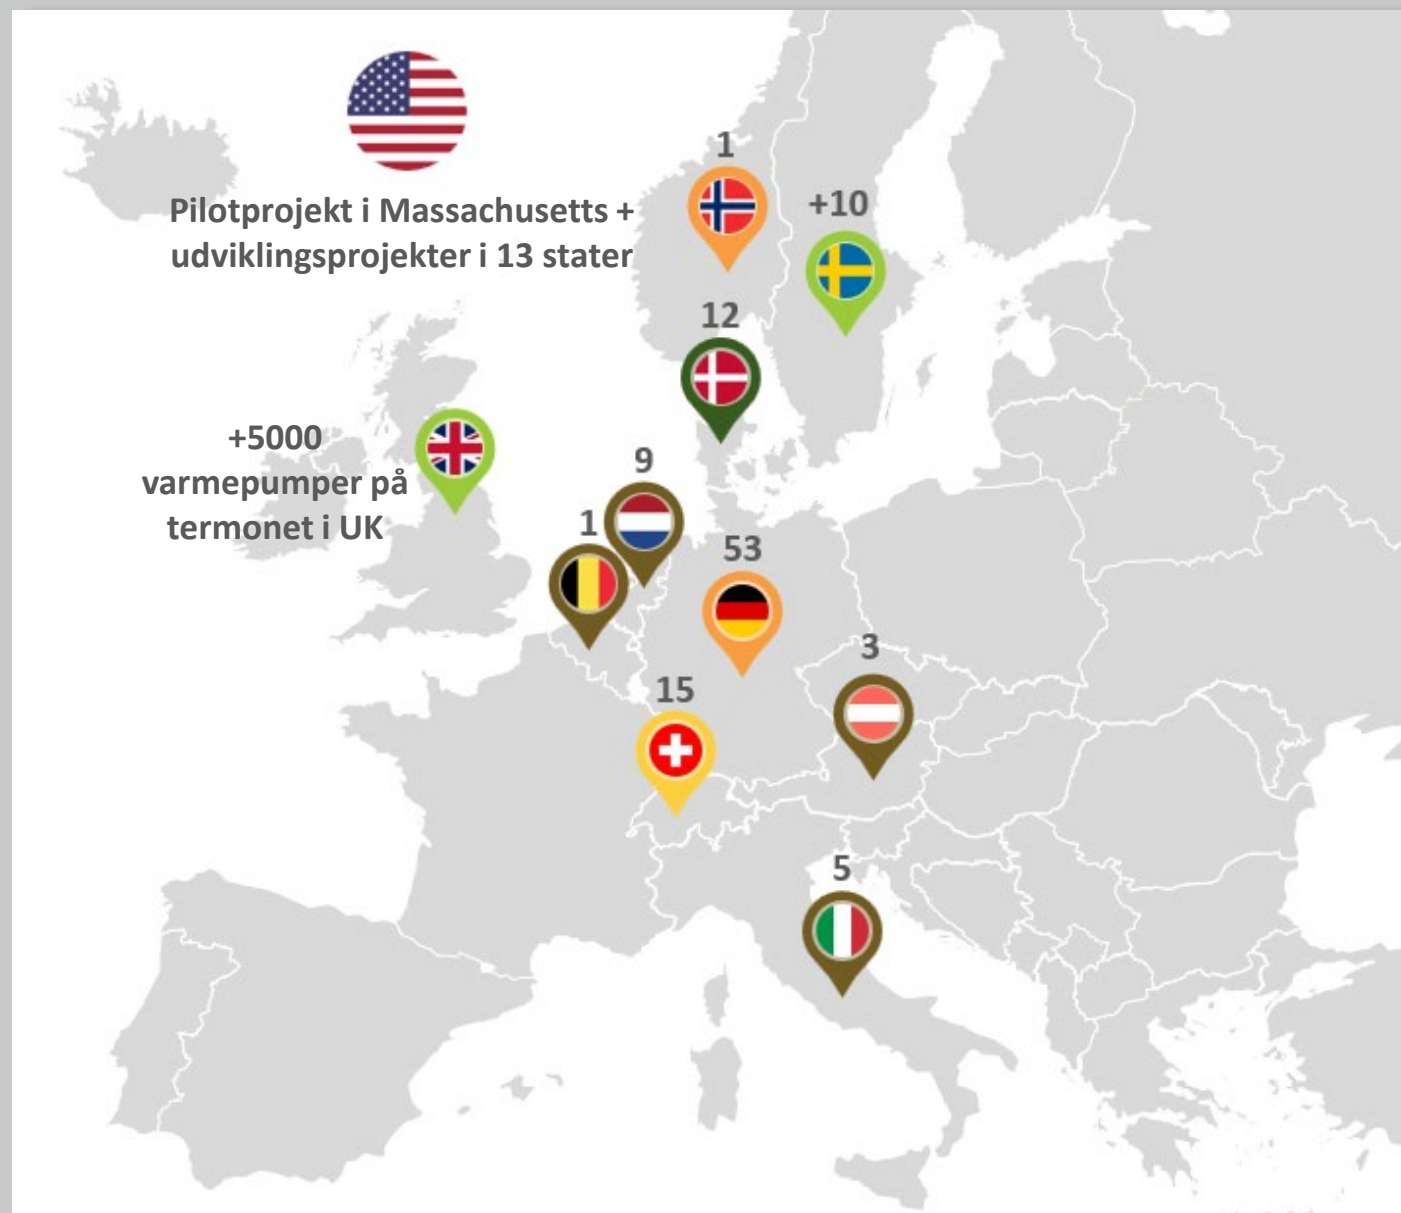 Pilotprojekt i Massachusetts +
udviklingsprojekter i 13 stater
1
+10
12
+5000
varmepumper på
termonet i UK
9
1
53
3
15
5